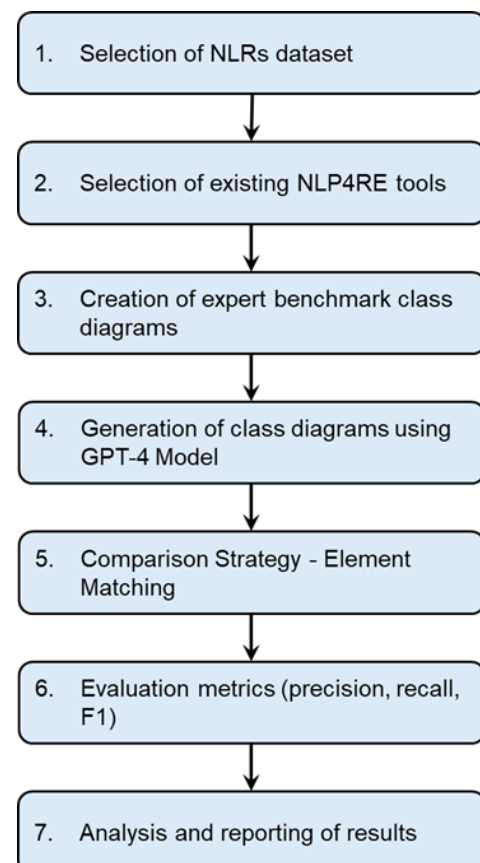 1. Selection of NLRs dataset
2. Selection of existing NLP4RE tools
3. Creation of expert benchmark class
diagrams
4. Generation of class diagrams using
GPT-4 Model
5. Comparison Strategy - Element
Matching
6. Evaluation metrics (precision, recall,
F1)
7. Analysis and reporting of results